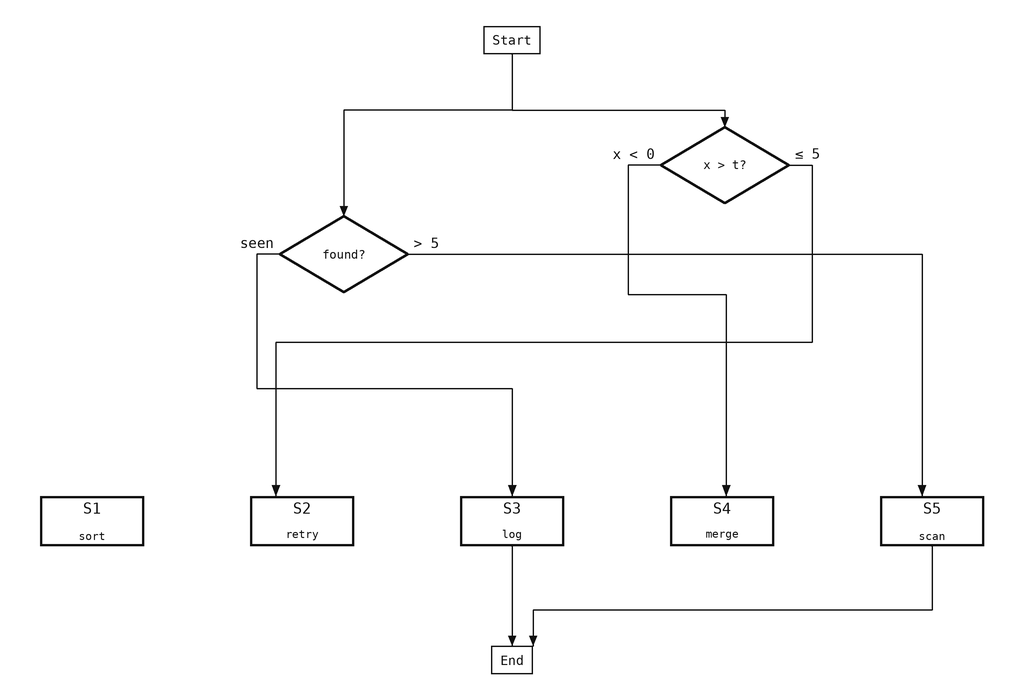 Start
x < 0
x > t?
≤ 5
seen
found?
> 5
S1
sort
S2
retry
S3
log
S4
merge
S5
scan
End